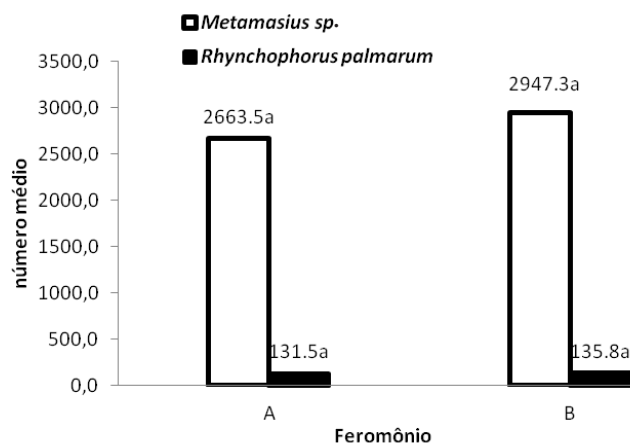 Metamasius sp.
Rhynchophorus palmarum
número médio
3500,0
3000,0
2500,0
2000,0
1500,0
1000,0
500,0
0,0
2663.5a
131.5a
2947.3a
135.8a
A
B
Feromônio